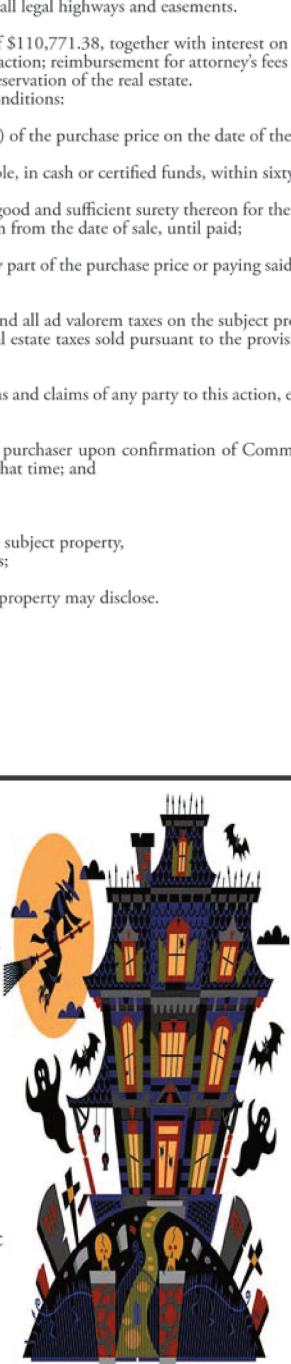 all legal highways and easements.
f $110,771.38, together with interest on
action; reimbursement for attorney's fees
eservation of the real estate.
onditions:
) of the purchase price on the date of the
ple, in cash or certified funds, within sixty
good and sufficient surety thereon for the
n from the date of sale, until paid;
y part of the purchase price or paying said
nd all ad valorem taxes on the subject pro
l estate taxes sold pursuant to the provis
ns and claims of any party to this action, e
purchaser upon confirmation of Comm
hat time; and
subject property,
s;
property may disclose.
t